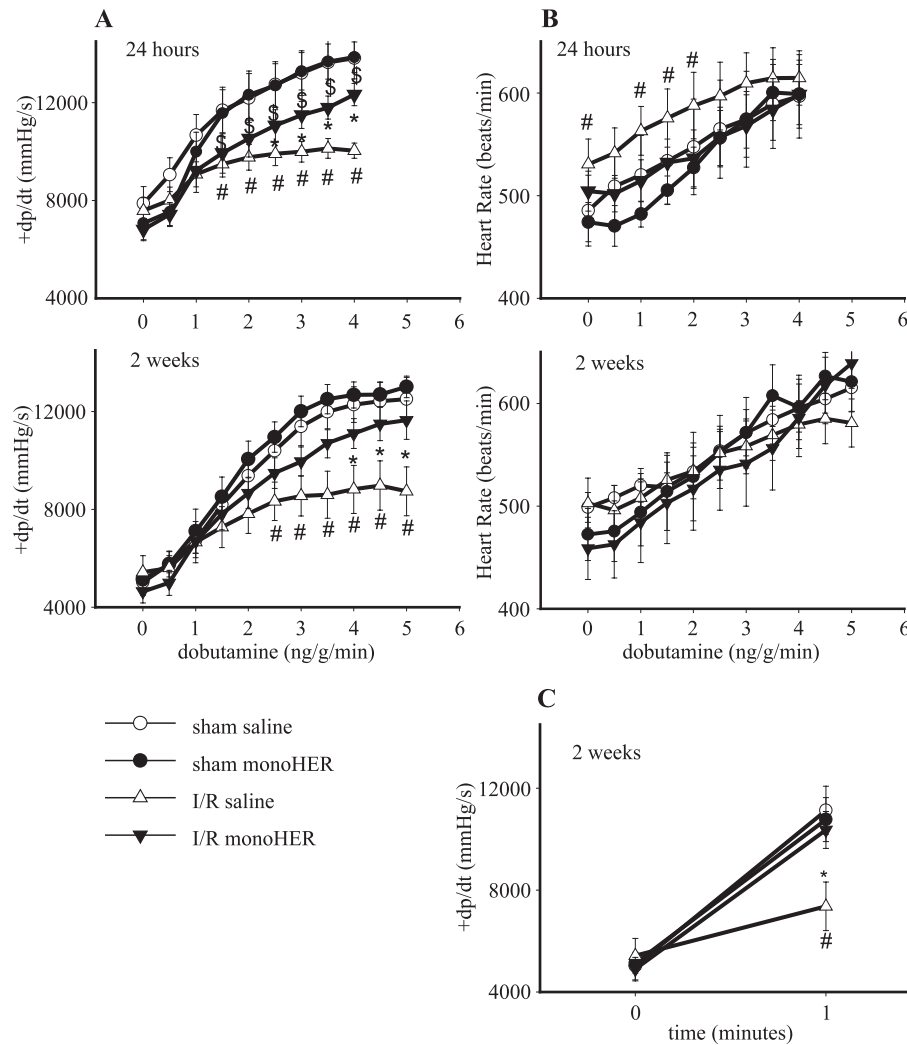 A
24 hours
+dp/dt (mmHg/s)
12000
8000
4000
$ $ $ $ $ $
* * * *
# # # # # #
0 1 2 3 4 5 6
B
24 hours
Heart Rate (beats/min)
600
500
400
# # # #
0 1 2 3 4 5 6
2 weeks
+dp/dt (mmHg/s)
12000
8000
4000
* * *
# # # # # #
0 1 2 3 4 5 6
dobutamine (ng/g/min)
2 weeks
Heart Rate (beats/min)
600
500
400
0 1 2 3 4 5 6
dobutamine (ng/g/min)
sham saline
sham monoHER
I/R saline
I/R monoHER
C
2 weeks
+dp/dt (mmHg/s)
12000
8000
4000
*
#
0 1
time (minutes)